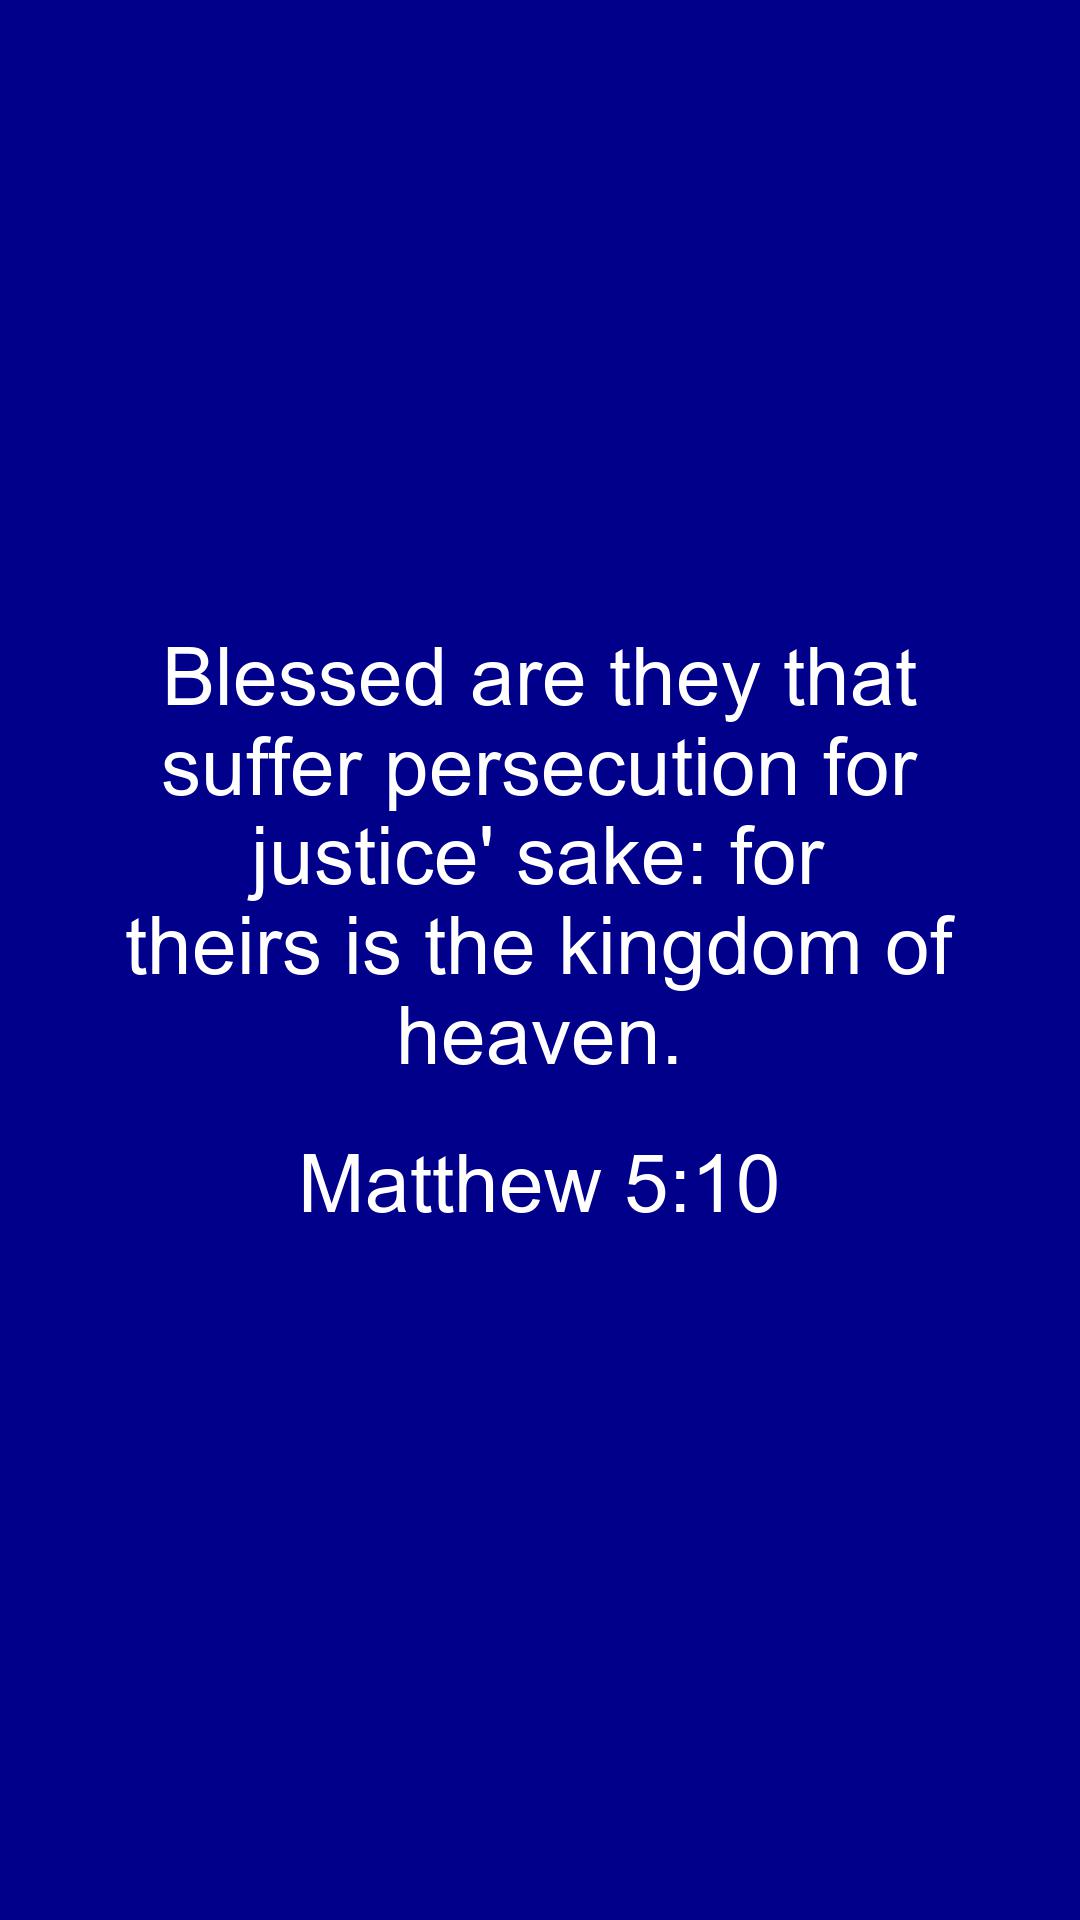 Blessed are they that
suffer persecution for
justice' sake: for
theirs is the kingdom of
heaven.
Matthew 5:10